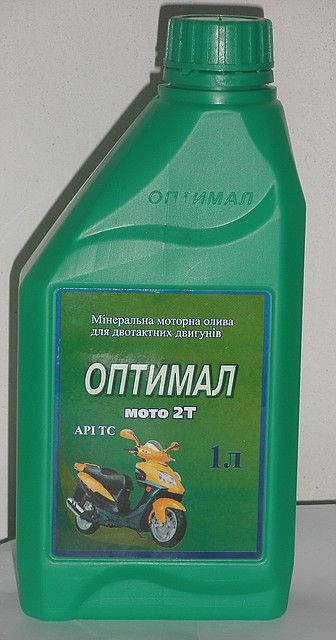 ОПТИМАЛ
Мінеральна моторна олива
для двотактних двигунів
ОПТИМАЛ
мото 2Т
API TC
1л